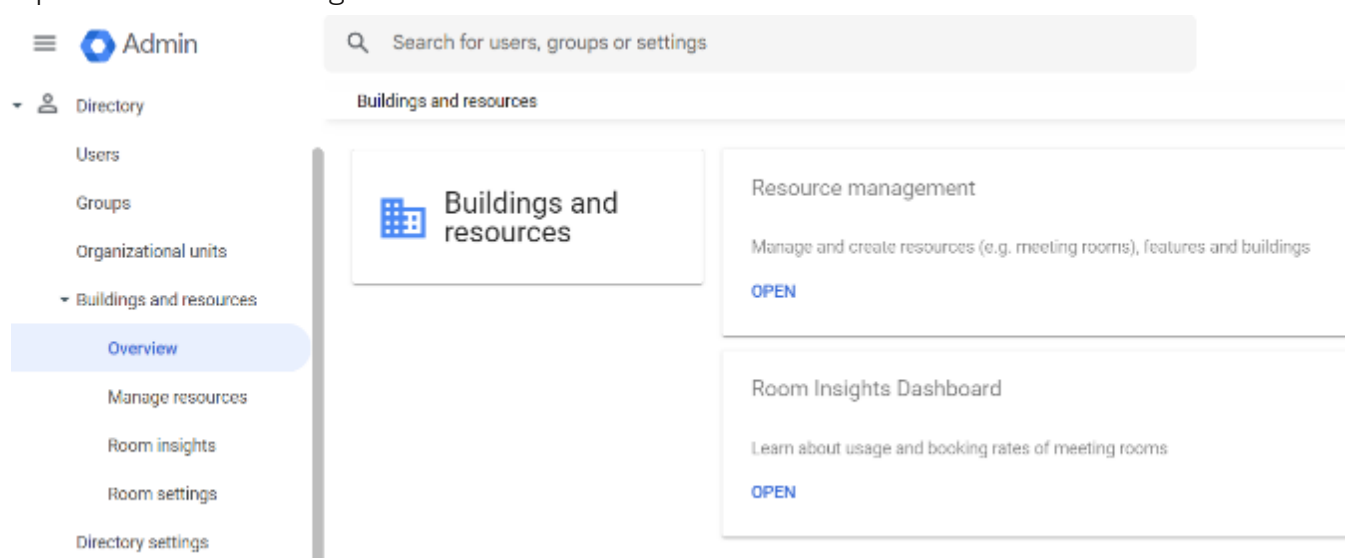 Admin
Search for users, groups or settings
Directory
Buildings and resources
Users
Groups
Organizational units
Buildings and resources
Overview
Manage resources
Room insights
Room settings
Directory settings
Buildings and
resources
Resource management
Manage and create resources (e.g. meeting rooms), features and buildings
OPEN
Room Insights Dashboard
Learn about usage and booking rates of meeting rooms
OPEN